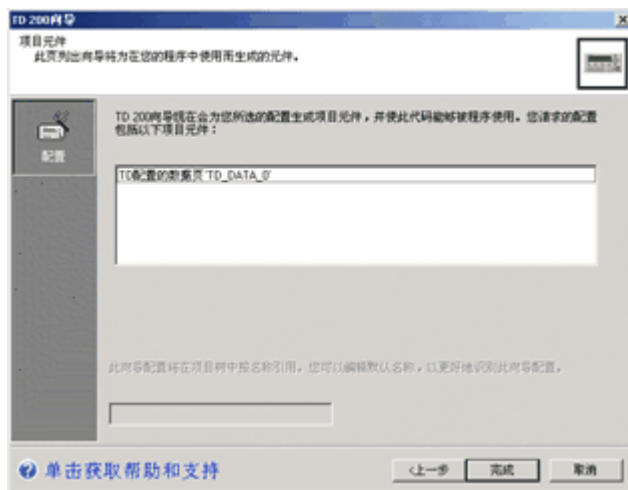 TD 200向导
项目元件
此页列出向导将为在您的程序中使用而生成的元件。
TD 200向导现在会为您所选的配置生成项目元件，并使此代码能够被程序使用。您请求的配置
包括以下项目元件：
配置
TD配置的数据页'TD_DATA_0'
此向导配置将在项目树中按名称引用。您可以编辑默认名称，以更好地识别此向导配置。
单击获取帮助和支持
<上一步
完成
取消